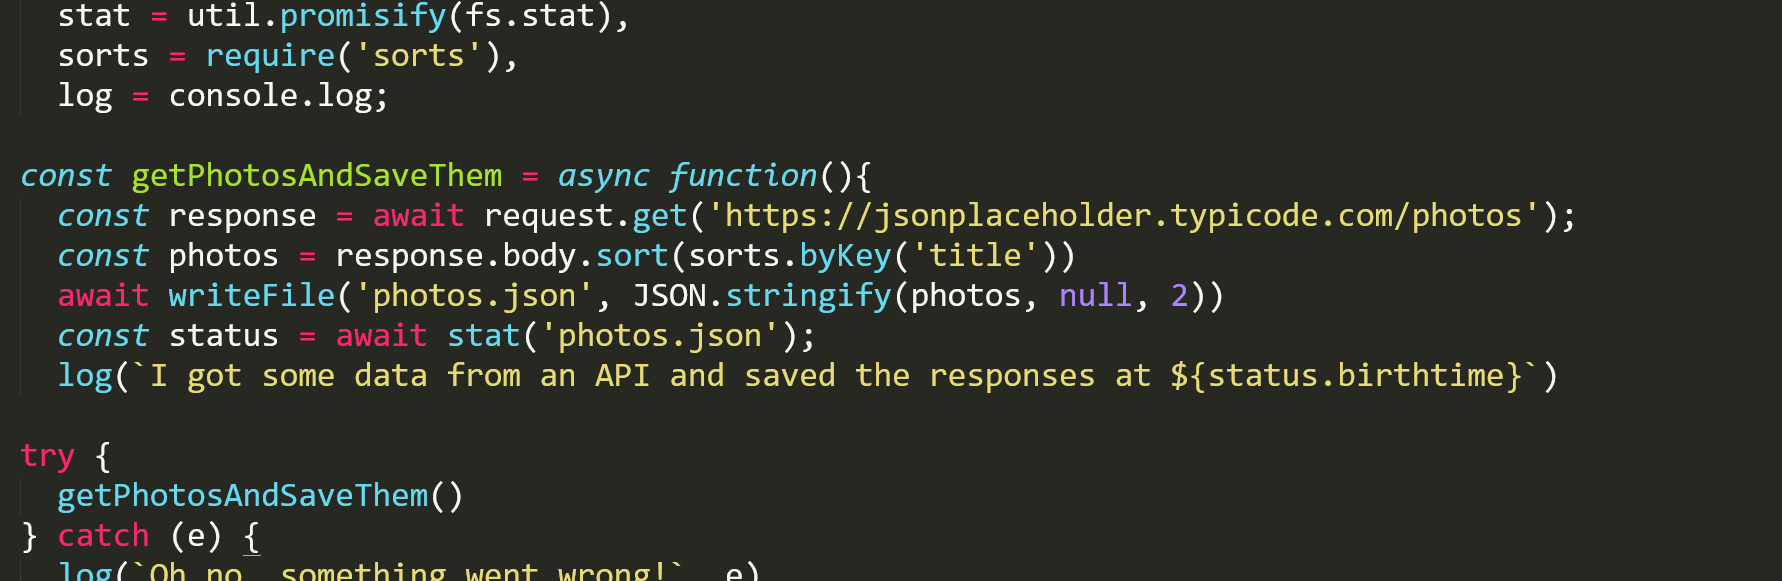 stat = util.promisify(fs.stat),
sorts = require('sorts'),
log = console.log;
const getPhotosAndSaveThem = async function(){
const response = await request.get('https://jsonplaceholder.typicode.com/photos');
const photos = response.body.sort(sorts.byKey('title'))
await writeFile('photos.json', JSON.stringify(photos, null, 2))
const status = await stat('photos.json');
log(`I got some data from an API and saved the responses at ${status.birthtime}`)
try {
getPhotosAndSaveThem()
} catch (e) {
log(`Oh no, something went wrong!`, e)